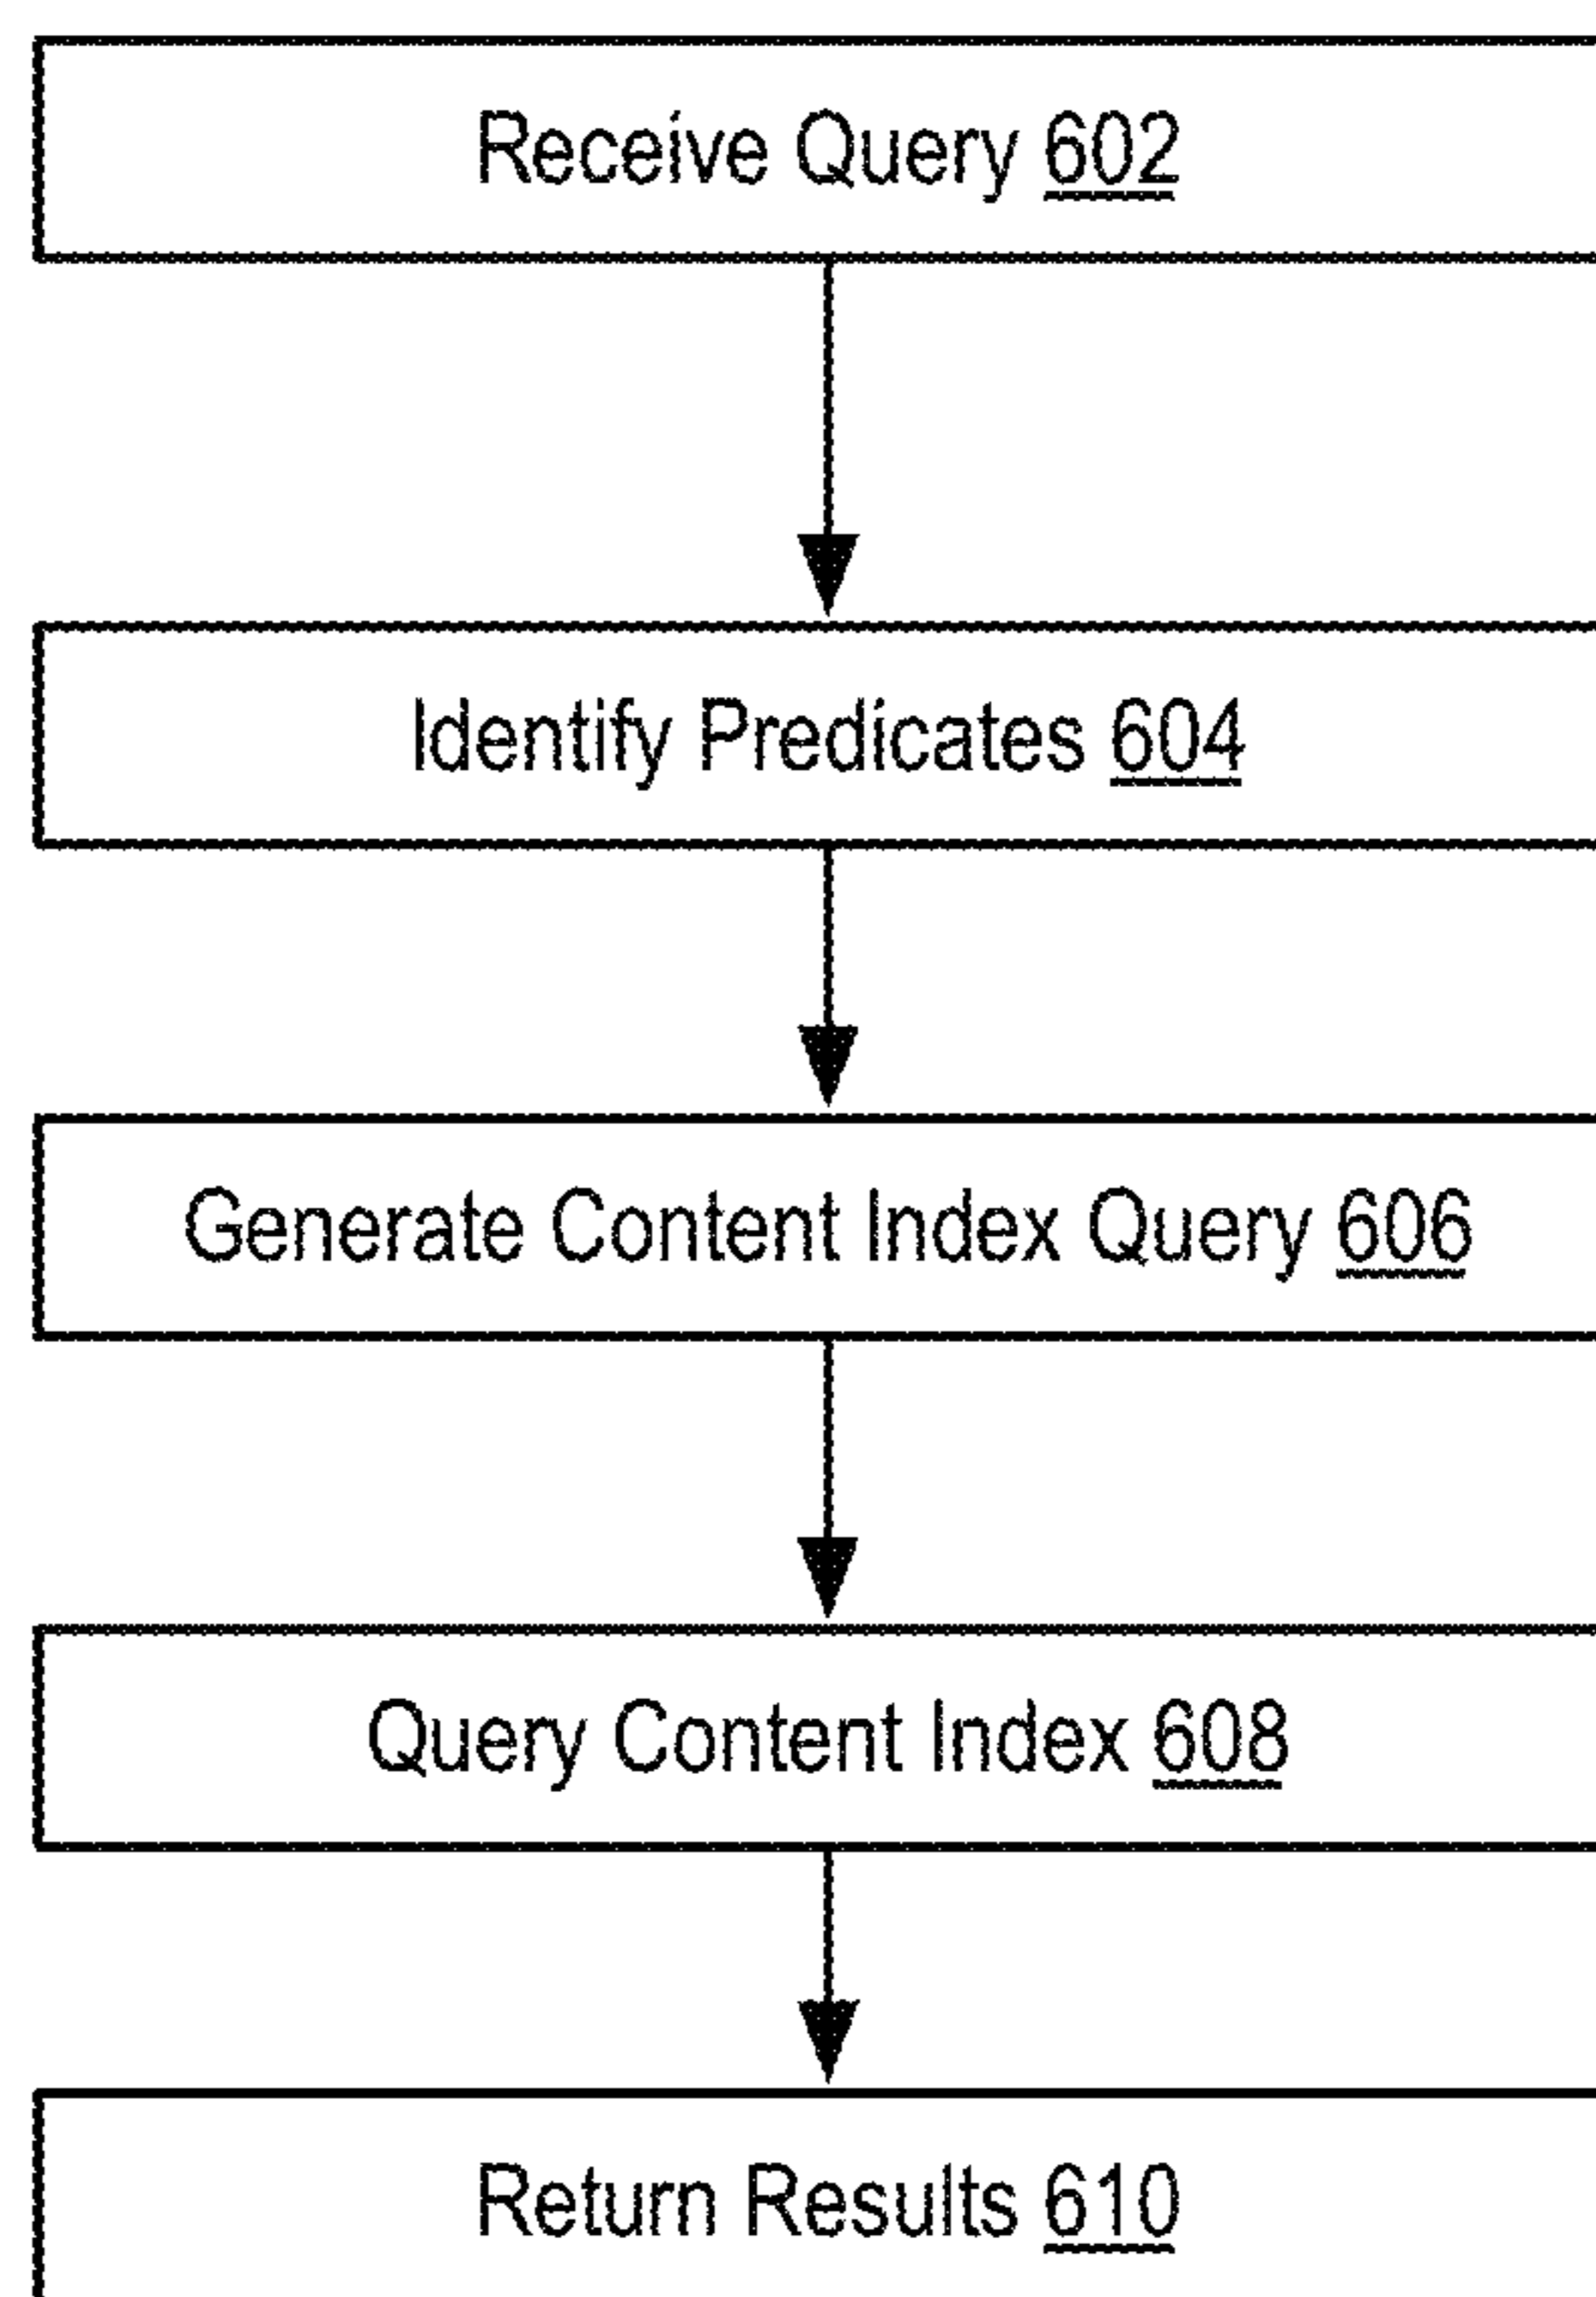 Receive Query 602
Identify Predicates 604
Generate Content Index Query 606
Query Content Index 608
Return Results 610